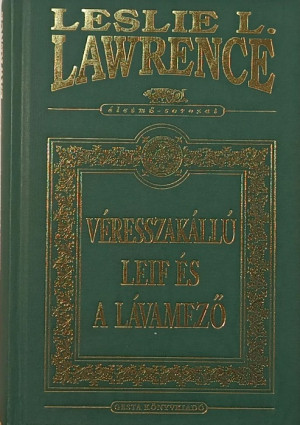 LESLIE L.
LAWRENCE
életmű-sorozat
VÉRESSZAKÁLLÚ
LEIF ÉS
A LÁVAMEZŐ
GESTA KÖNYVKIADÓ